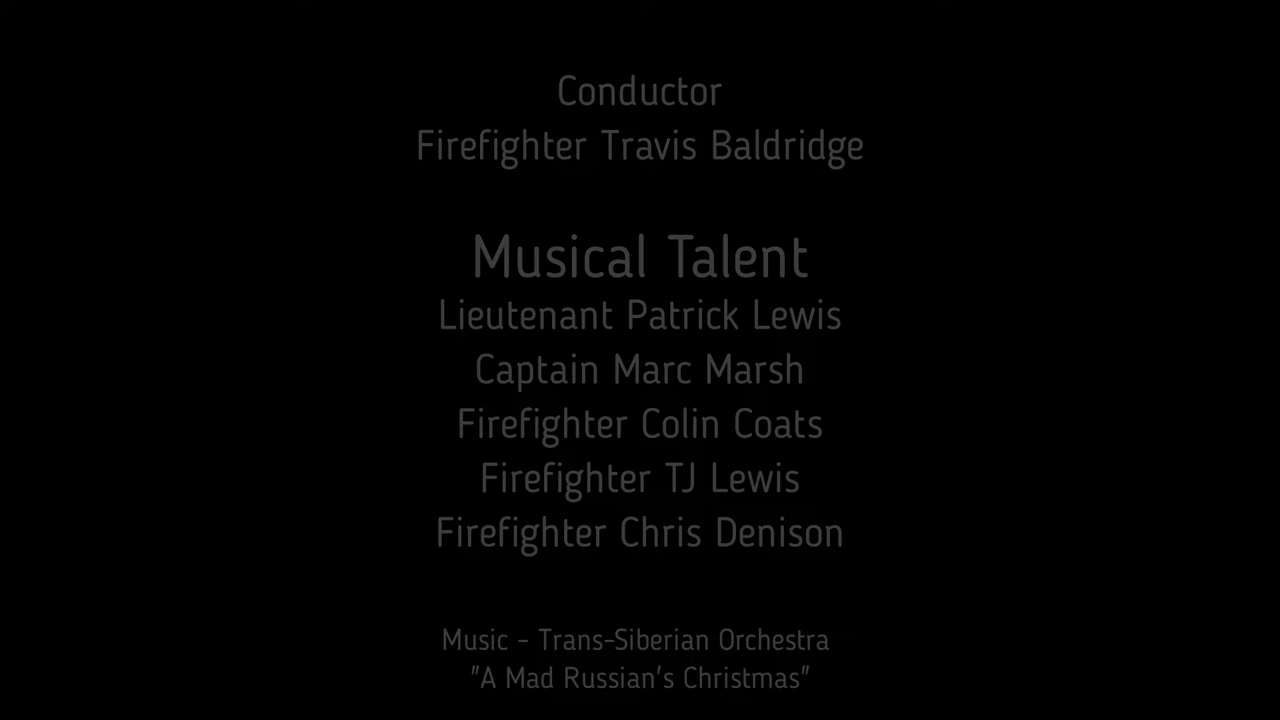 Conductor
Firefighter Travis Baldridge
Musical Talent
Lieutenant Patrick Lewis
Captain Marc Marsh
Firefighter Colin Coats
Firefighter TJ Lewis
Firefighter Chris Denison
Music - Trans-Siberian Orchestra
"A Mad Russian's Christmas"